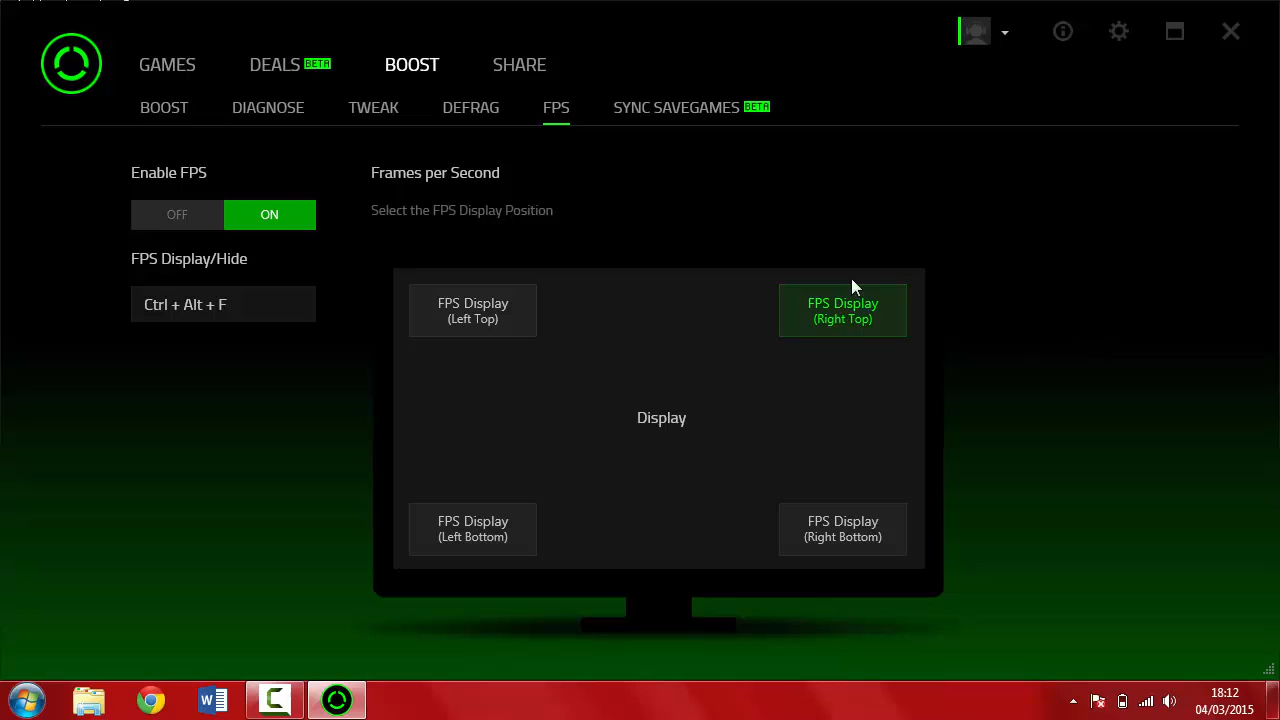 GAMES
DEALS BETA
BOOST
SHARE
BOOST
DIAGNOSE
TWEAK
DEFRAG
FPS
SYNC SAVEGAMES BETA
Enable FPS
OFF
ON
FPS Display/Hide
Ctrl + Alt + F
Frames per Second
Select the FPS Display Position
FPS Display
(Left Top)
FPS Display
(Right Top)
Display
FPS Display
(Left Bottom)
FPS Display
(Right Bottom)
18:12
04/03/2015